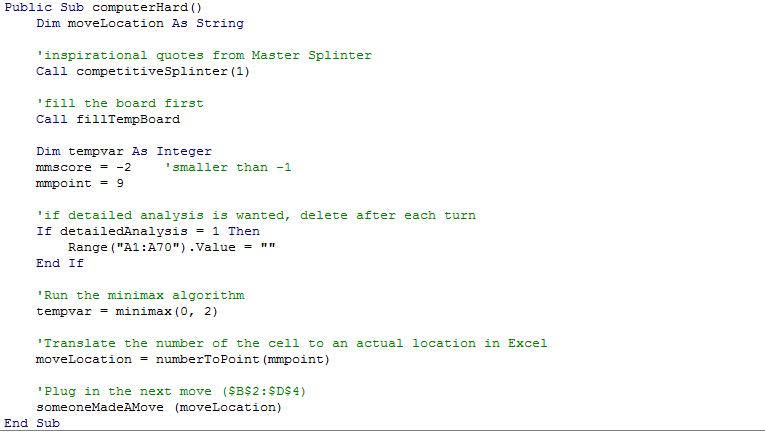 Public Sub computerHard()
Dim moveLocation As String
'inspirational quotes from Master Splinter
Call competitiveSplinter(1)
'fill the board first
Call fillTempBoard
Dim tempvar As Integer
mmscore = -2    'smaller than -1
mmpoint = 9
'if detailed analysis is wanted, delete after each turn
If detailedAnalysis = 1 Then
Range("A1:A70").Value = ""
End If
'Run the minimax algorithm
tempvar = minimax(0, 2)
'Translate the number of the cell to an actual location in Excel
moveLocation = numberToPoint(mmpoint)
'Plug in the next move ($B$2:$D$4)
someoneMadeAMove (moveLocation)
End Sub